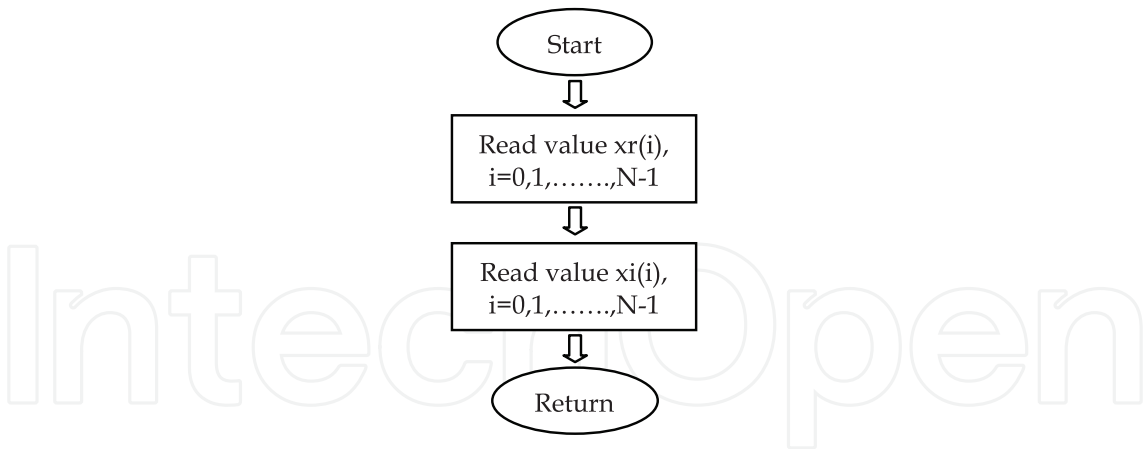 Start
Read value xr(i),
i=0,1,.......,N-1
Read value xi(i),
i=0,1,.......,N-1
Return
IntechOpen